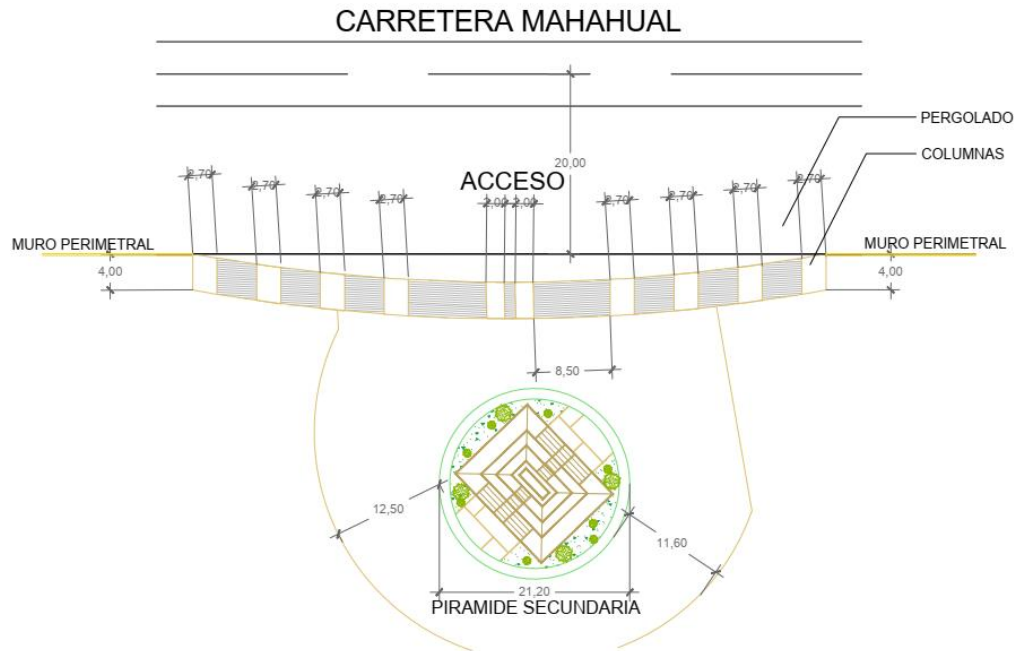 CARRETERA MAHAHUAL
PERGOLADO
COLUMNAS
20,00
ACCESO
2,70
2,70
2,70
2,70
2,00
2,00
2,70
2,70
2,70
2,70
MURO PERIMETRAL
MURO PERIMETRAL
4,00
4,00
8,50
12,50
11,60
21,20
PIRAMIDE SECUNDARIA